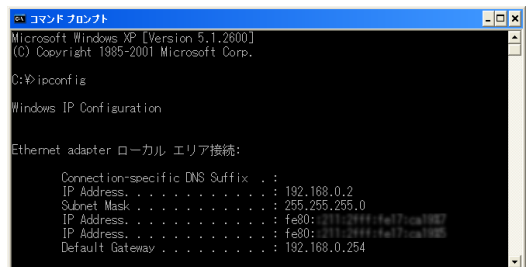 コマンド プロンプト
Microsoft Windows XP [Version 5.1.2600]
(C) Copyright 1985-2001 Microsoft Corp.
C:¥>ipconfig
Windows IP Configuration
Ethernet adapter ローカル エリア接続:
Connection-specific DNS Suffix . :
IP Address. . . . . . . . . . . . : 192.168.0.2
Subnet Mask . . . . . . . . . . . : 255.255.255.0
IP Address. . . . . . . . . . . . : fe80:
IP Address. . . . . . . . . . . . : fe80:
Default Gateway . . . . . . . . . : 192.168.0.254